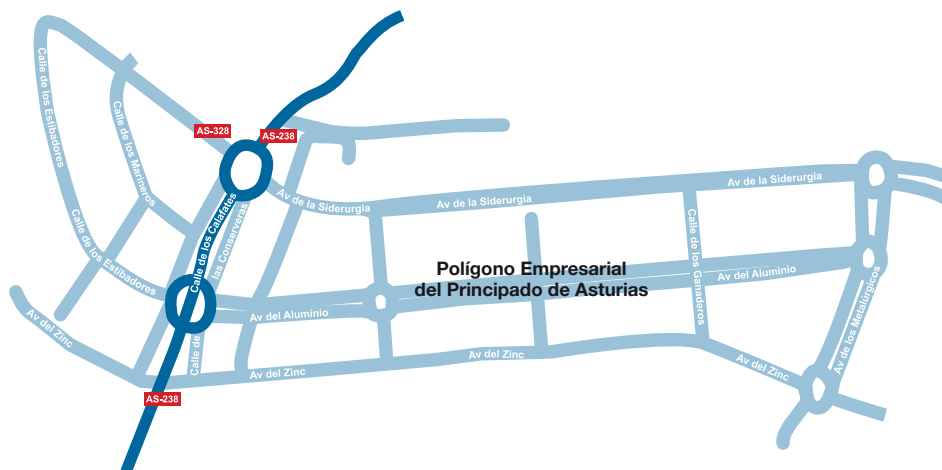 Calle de los Estibadores
Calle de los Marineros
AS-328
AS-238
Av de la Siderurgia
Av de la Siderurgia
Av de la Siderurgia
Calle de los Calafates
Calle de las Conserveras
Calle de los Estibadores
Calle de los Ganaderos
Polígono Empresarial
del Principado de Asturias
Av del Aluminio
Av del Aluminio
Av de los Metalúrgicos
Av del Zinc
Av del Zinc
Av del Zinc
Av del Zinc
AS-238